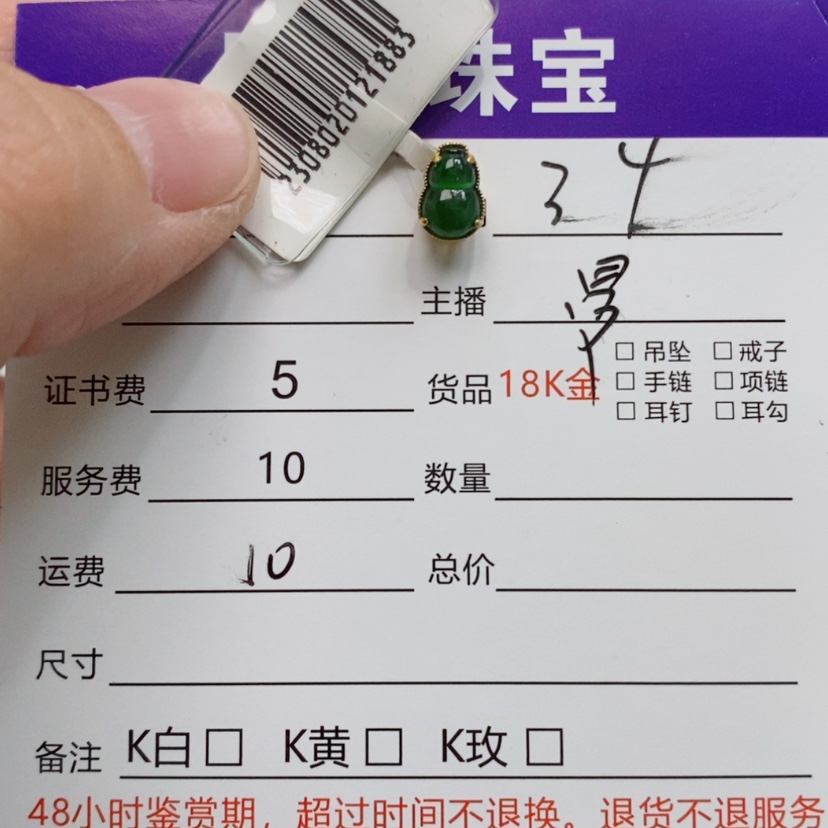 珠宝
2308020121883
34
主播
证书费 5 货品 18K金 □ 吊坠 □ 戒子
□ 手链 □ 项链
□ 耳钉 □ 耳勾
服务费 10 数量
运费 10 总价
尺寸
备注 K白 □ K黄 □ K玫 □
48小时鉴赏期，超过时间不退换。退货不退服务